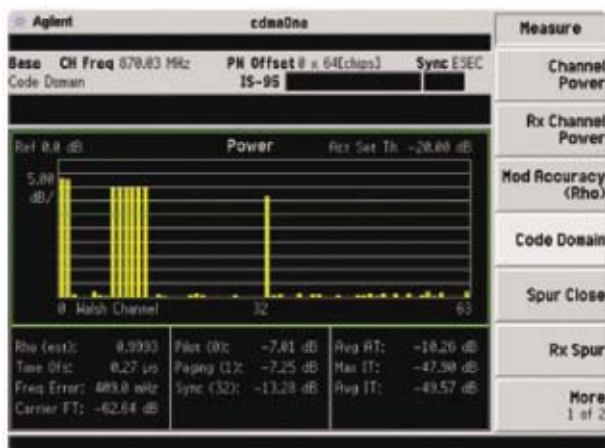 Agilent cdmaOne Measure
Base CH Freq 870.03 MHz PN Offset 0 x 64[chips] Sync ESEC
Code Domain IS-95
Channel
Power
Rx Channel
Power
Mod Accuracy
(Rho)
Code Domain
Spur Close
Rx Spur
More
1 of 2
Ref 0.0 dB Power Act Set Th -20.00 dB
5.00
dB/
0 Walsh Channel 32 63
Rho (est): 0.9993 Pilot (0): -7.01 dB Avg AT: -10.26 dB
Time Ofs: 0.27 µs Paging (1): -7.25 dB Max IT: -47.90 dB
Freq Error: 409.0 mHz Sync (32): -13.28 dB Avg IT: -49.57 dB
Carrier FT: -62.64 dB